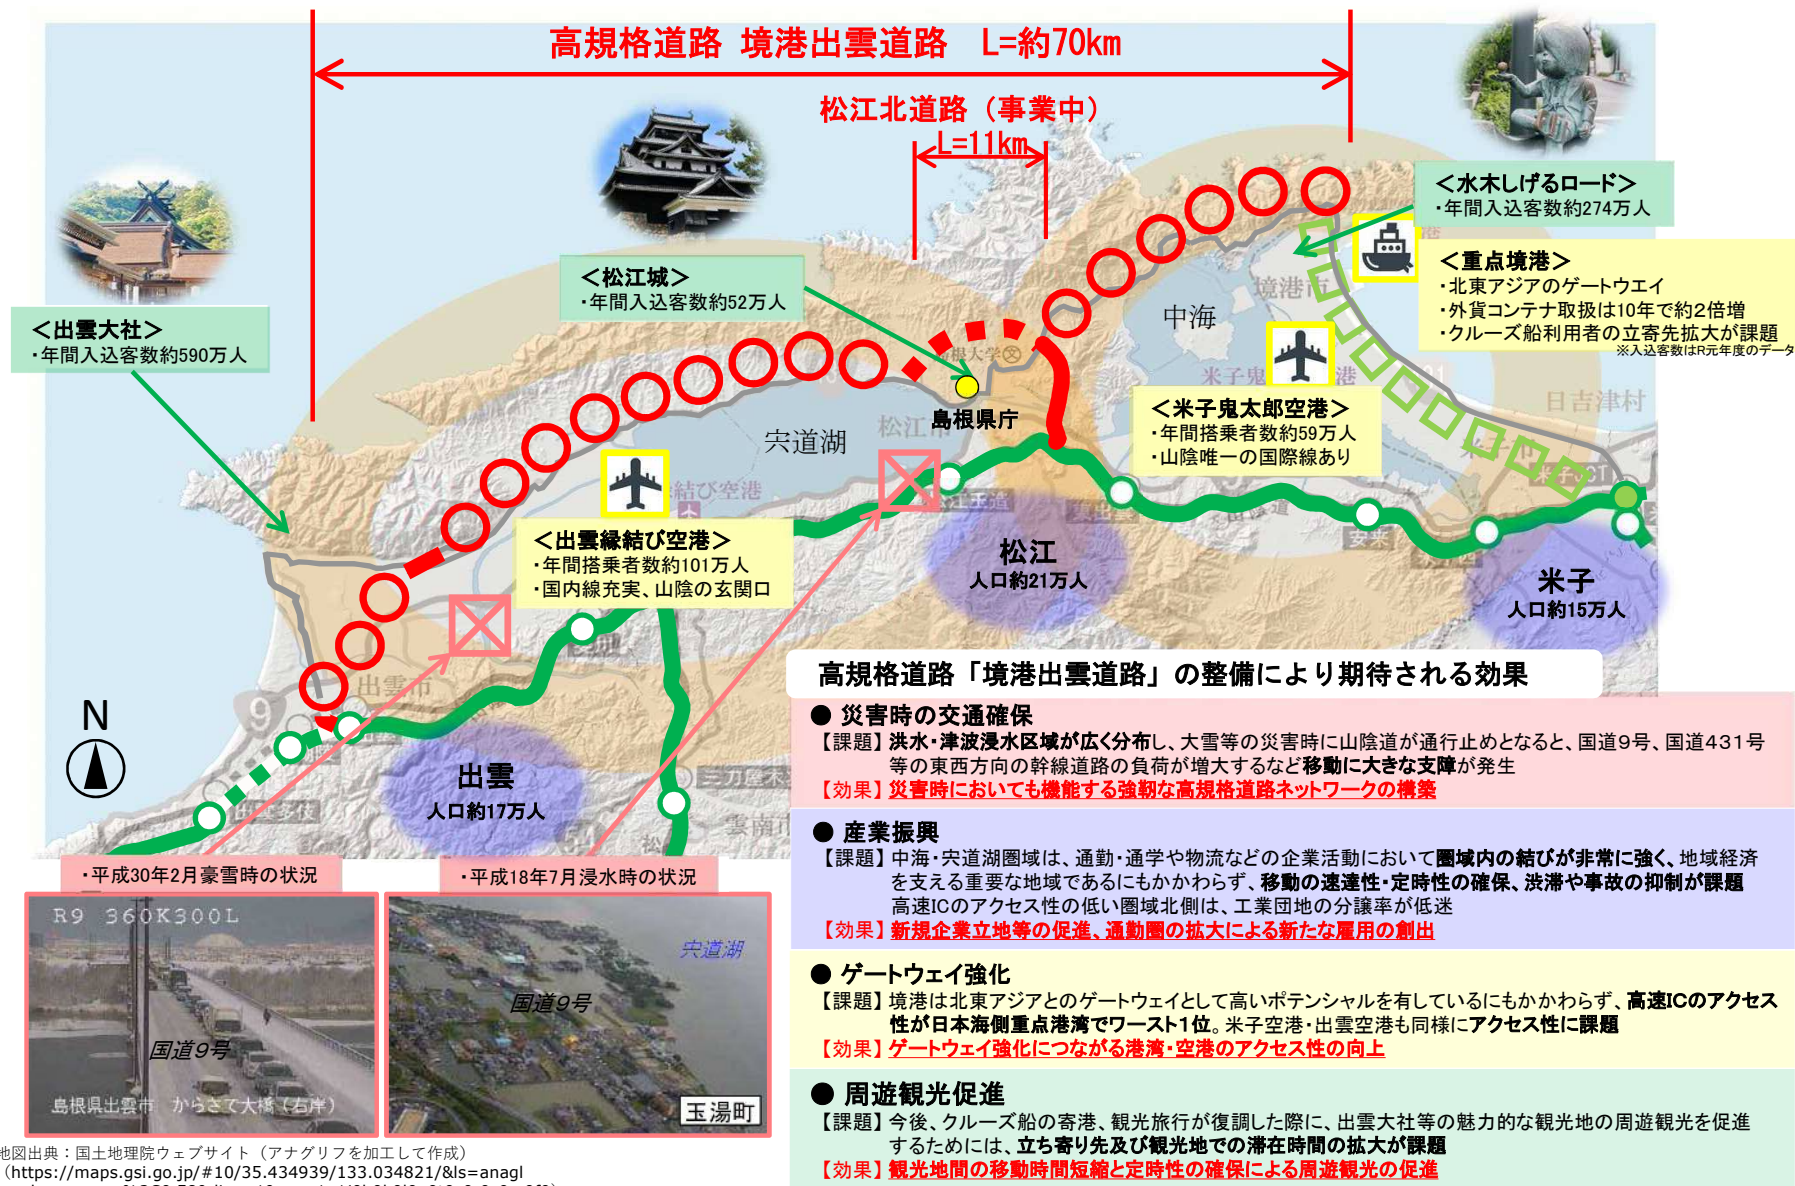 高規格道路 境港出雲道路 L=約70km
松江北道路（事業中）
L=11km
＜水木しげるロード＞
・年間入込客数約274万人
＜重点境港＞
・北東アジアのゲートウエイ
・外貨コンテナ取扱は10年で約2倍増
・クルーズ船利用者の立寄先拡大が課題
※入込客数はR元年度のデータ
＜松江城＞
・年間入込客数約52万人
＜出雲大社＞
・年間入込客数約590万人
境港市
中海
根大学
米子鬼
港
日吉津村
＜米子鬼太郎空港＞
・年間搭乗者数約59万人
・山陰唯一の国際線あり
島根県庁
松江市
宍道湖
結び空港
＜出雲縁結び空港＞
・年間搭乗者数約101万人
・国内線充実、山陰の玄関口
松江
人口約21万人
安来
米子
人口約15万人
出雲市
9
N
出雲
人口約17万人
三刀屋木
雲南市
高規格道路「境港出雲道路」の整備により期待される効果
● 災害時の交通確保
【課題】洪水・津波浸水区域が広く分布し、大雪等の災害時に山陰道が通行止めとなると、国道9号、国道431号
等の東西方向の幹線道路の負荷が増大するなど移動に大きな支障が発生
【効果】災害時においても機能する強靭な高規格道路ネットワークの構築
● 産業振興
【課題】中海・宍道湖圏域は、通勤・通学や物流などの企業活動において圏域内の結びが非常に強く、地域経済
を支える重要な地域であるにもかかわらず、移動の速達性・定時性の確保、渋滞や事故の抑制が課題
高速ICのアクセス性の低い圏域北側は、工業団地の分譲率が低迷
【効果】新規企業立地等の促進、通勤圏の拡大による新たな雇用の創出
● ゲートウェイ強化
【課題】境港は北東アジアとのゲートウェイとして高いポテンシャルを有しているにもかかわらず、高速ICのアクセス
性が日本海側重点港湾でワースト1位。米子空港・出雲空港も同様にアクセス性に課題
【効果】ゲートウェイ強化につながる港湾・空港のアクセス性の向上
● 周遊観光促進
【課題】今後、クルーズ船の寄港、観光旅行が復調した際に、出雲大社等の魅力的な観光地の周遊観光を促進
するためには、立ち寄り先及び観光地での滞在時間の拡大が課題
【効果】観光地間の移動時間短縮と定時性の確保による周遊観光の促進
・平成30年2月豪雪時の状況
R9 360K300L
国道9号
島根県出雲市 からさで大橋（右岸）
・平成18年7月浸水時の状況
宍道湖
国道9号
玉湯町
地図出典：国土地理院ウェブサイト（アナグリフを加工して作成）
（https://maps.gsi.go.jp/#10/35.434939/133.034821/&ls=anagl